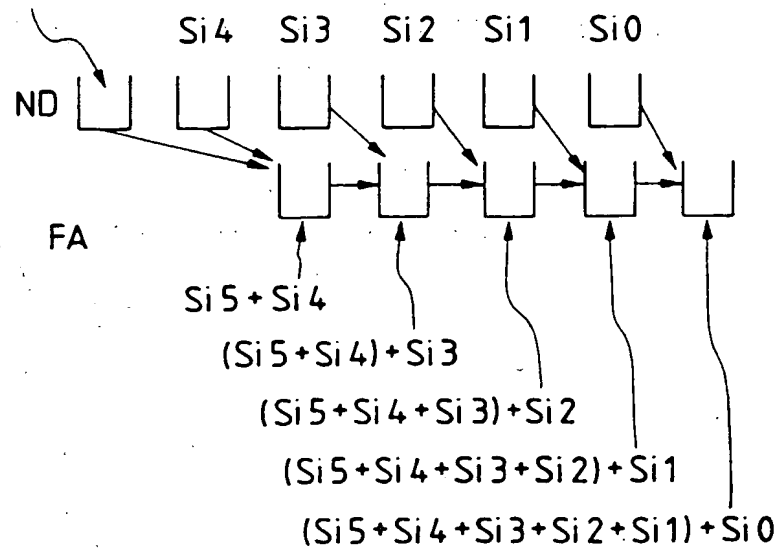 Si4 Si3 Si2 Si1 Si0
ND
FA
Si5+Si4
(Si5+Si4)+Si3
(Si5+Si4+Si3)+Si2
(Si5+Si4+Si3+Si2)+Si1
(Si5+Si4+Si3+Si2+Si1)+Si0